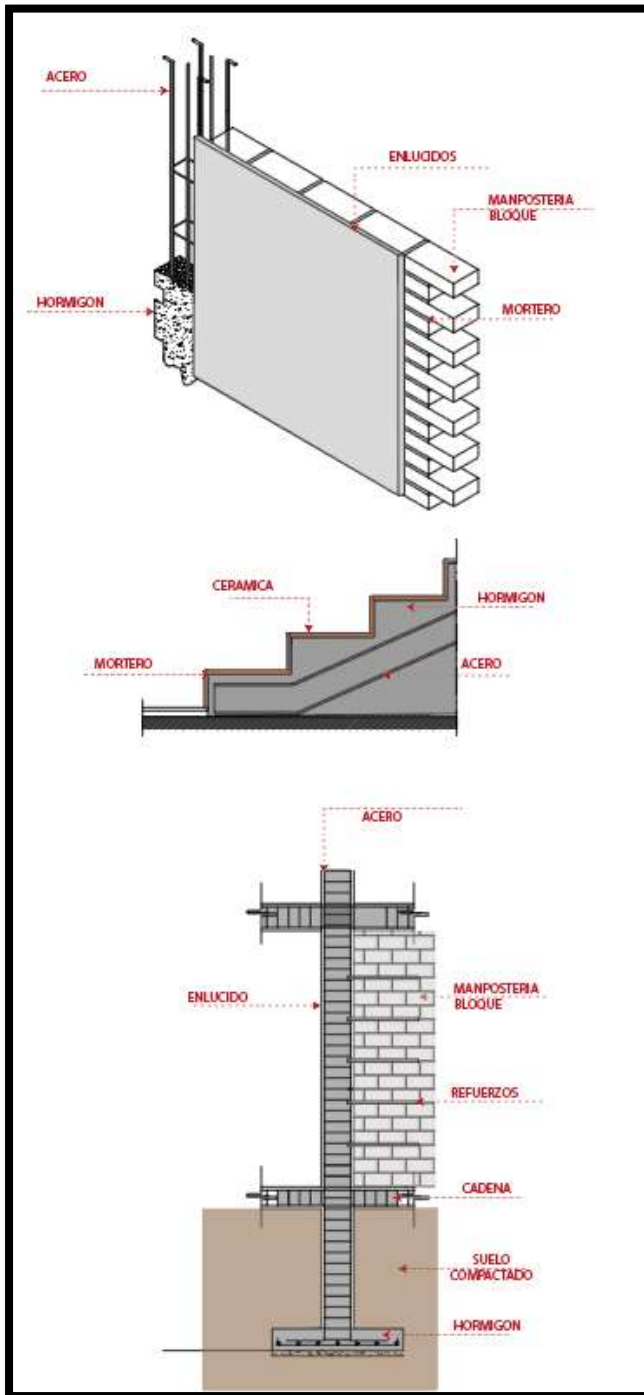 ACERO
ENLUCIDOS
MANPOSTERIA
BLOQUE
HORMIGON
MORTERO
CERAMICA
HORMIGON
MORTERO
ACERO
ACERO
ENLUCIDO
MANPOSTERIA
BLOQUE
REFUERZOS
CADENA
SUELO
COMPACTADO
HORMIGON